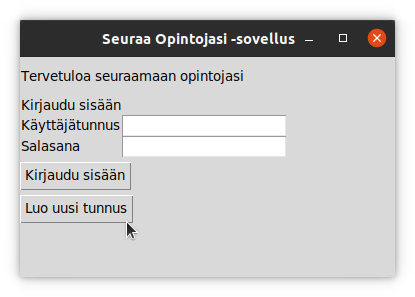 Seuraa Opintojasi -sovellus
Tervetuloa seuraamaan opintojasi
Kirjaudu sisään
Käyttäjätunnus
Salasana
Kirjaudu sisään
Luo uusi tunnus